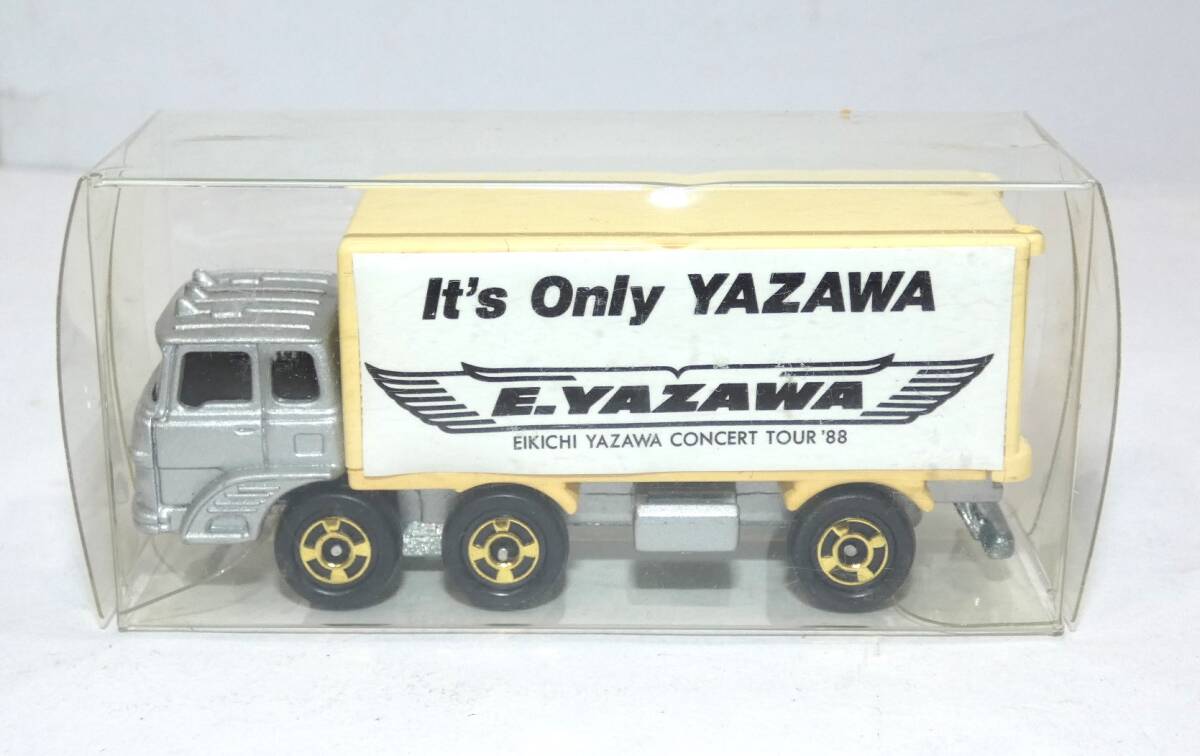 It's Only YAZAWA
E.YAZAWA
EIKICHI YAZAWA CONCERT TOUR '88